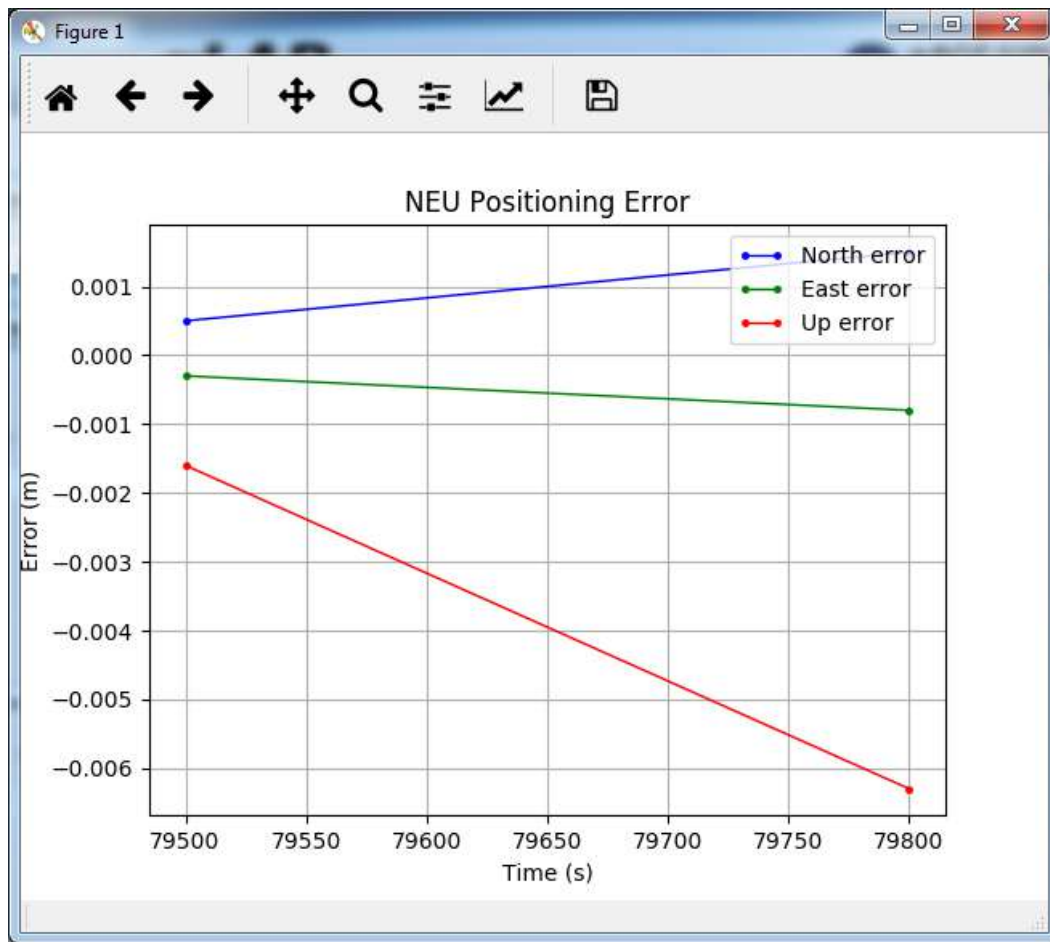 Figure 1
NEU Positioning Error
North error
East error
Up error
0.001
0.000
−0.001
−0.002
−0.003
−0.004
−0.005
−0.006
Error (m)
79500 79550 79600 79650 79700 79750 79800
Time (s)